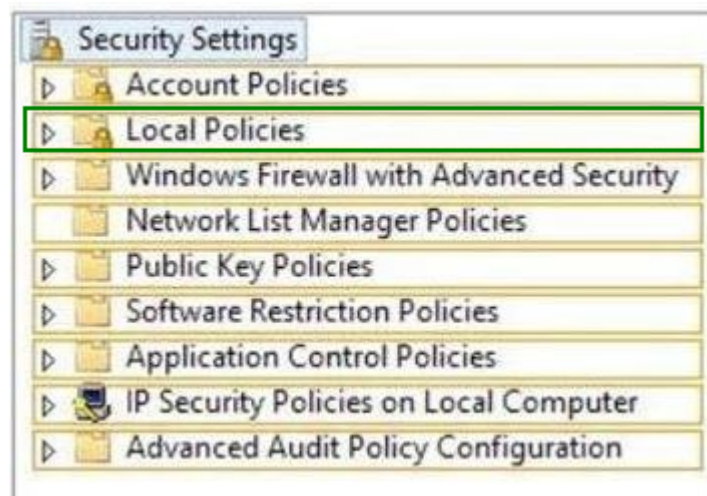 Security Settings
Account Policies
Local Policies
Windows Firewall with Advanced Security
Network List Manager Policies
Public Key Policies
Software Restriction Policies
Application Control Policies
IP Security Policies on Local Computer
Advanced Audit Policy Configuration